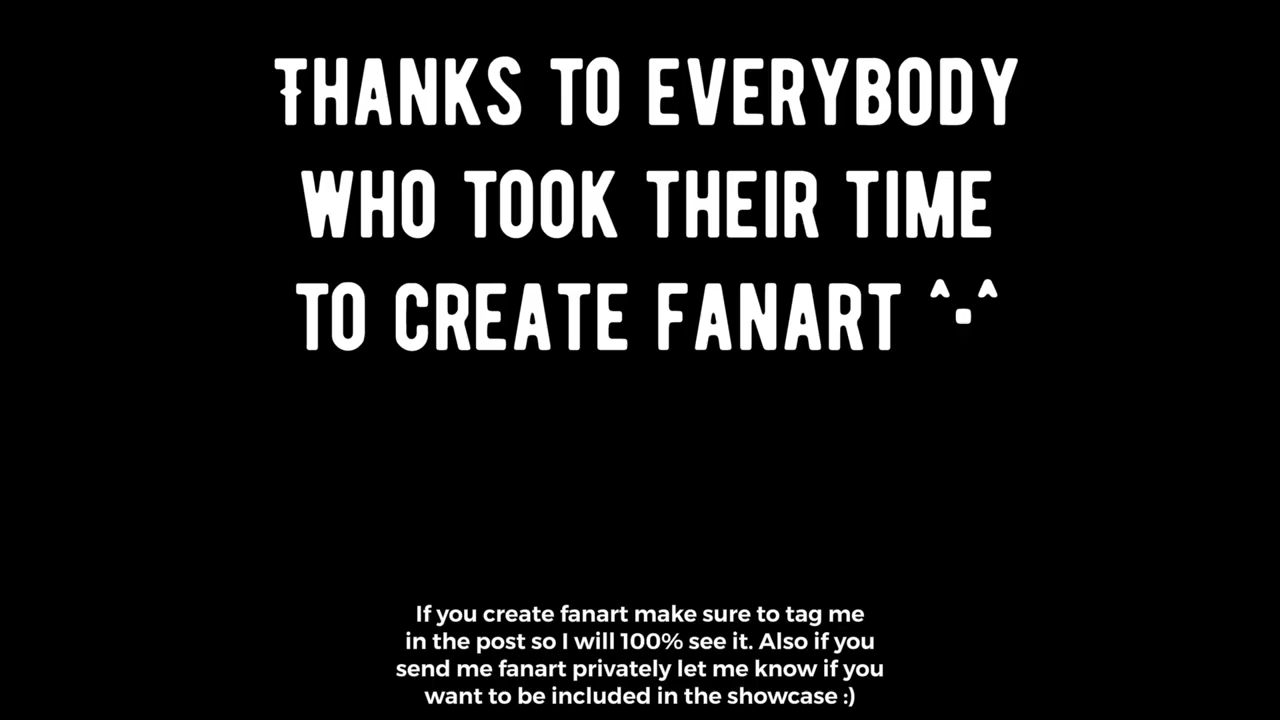 THANKS TO EVERYBODY
WHO TOOK THEIR TIME
TO CREATE FANART ^·^
If you create fanart make sure to tag me
in the post so I will 100% see it. Also if you
send me fanart privately let me know if you
want to be included in the showcase :)